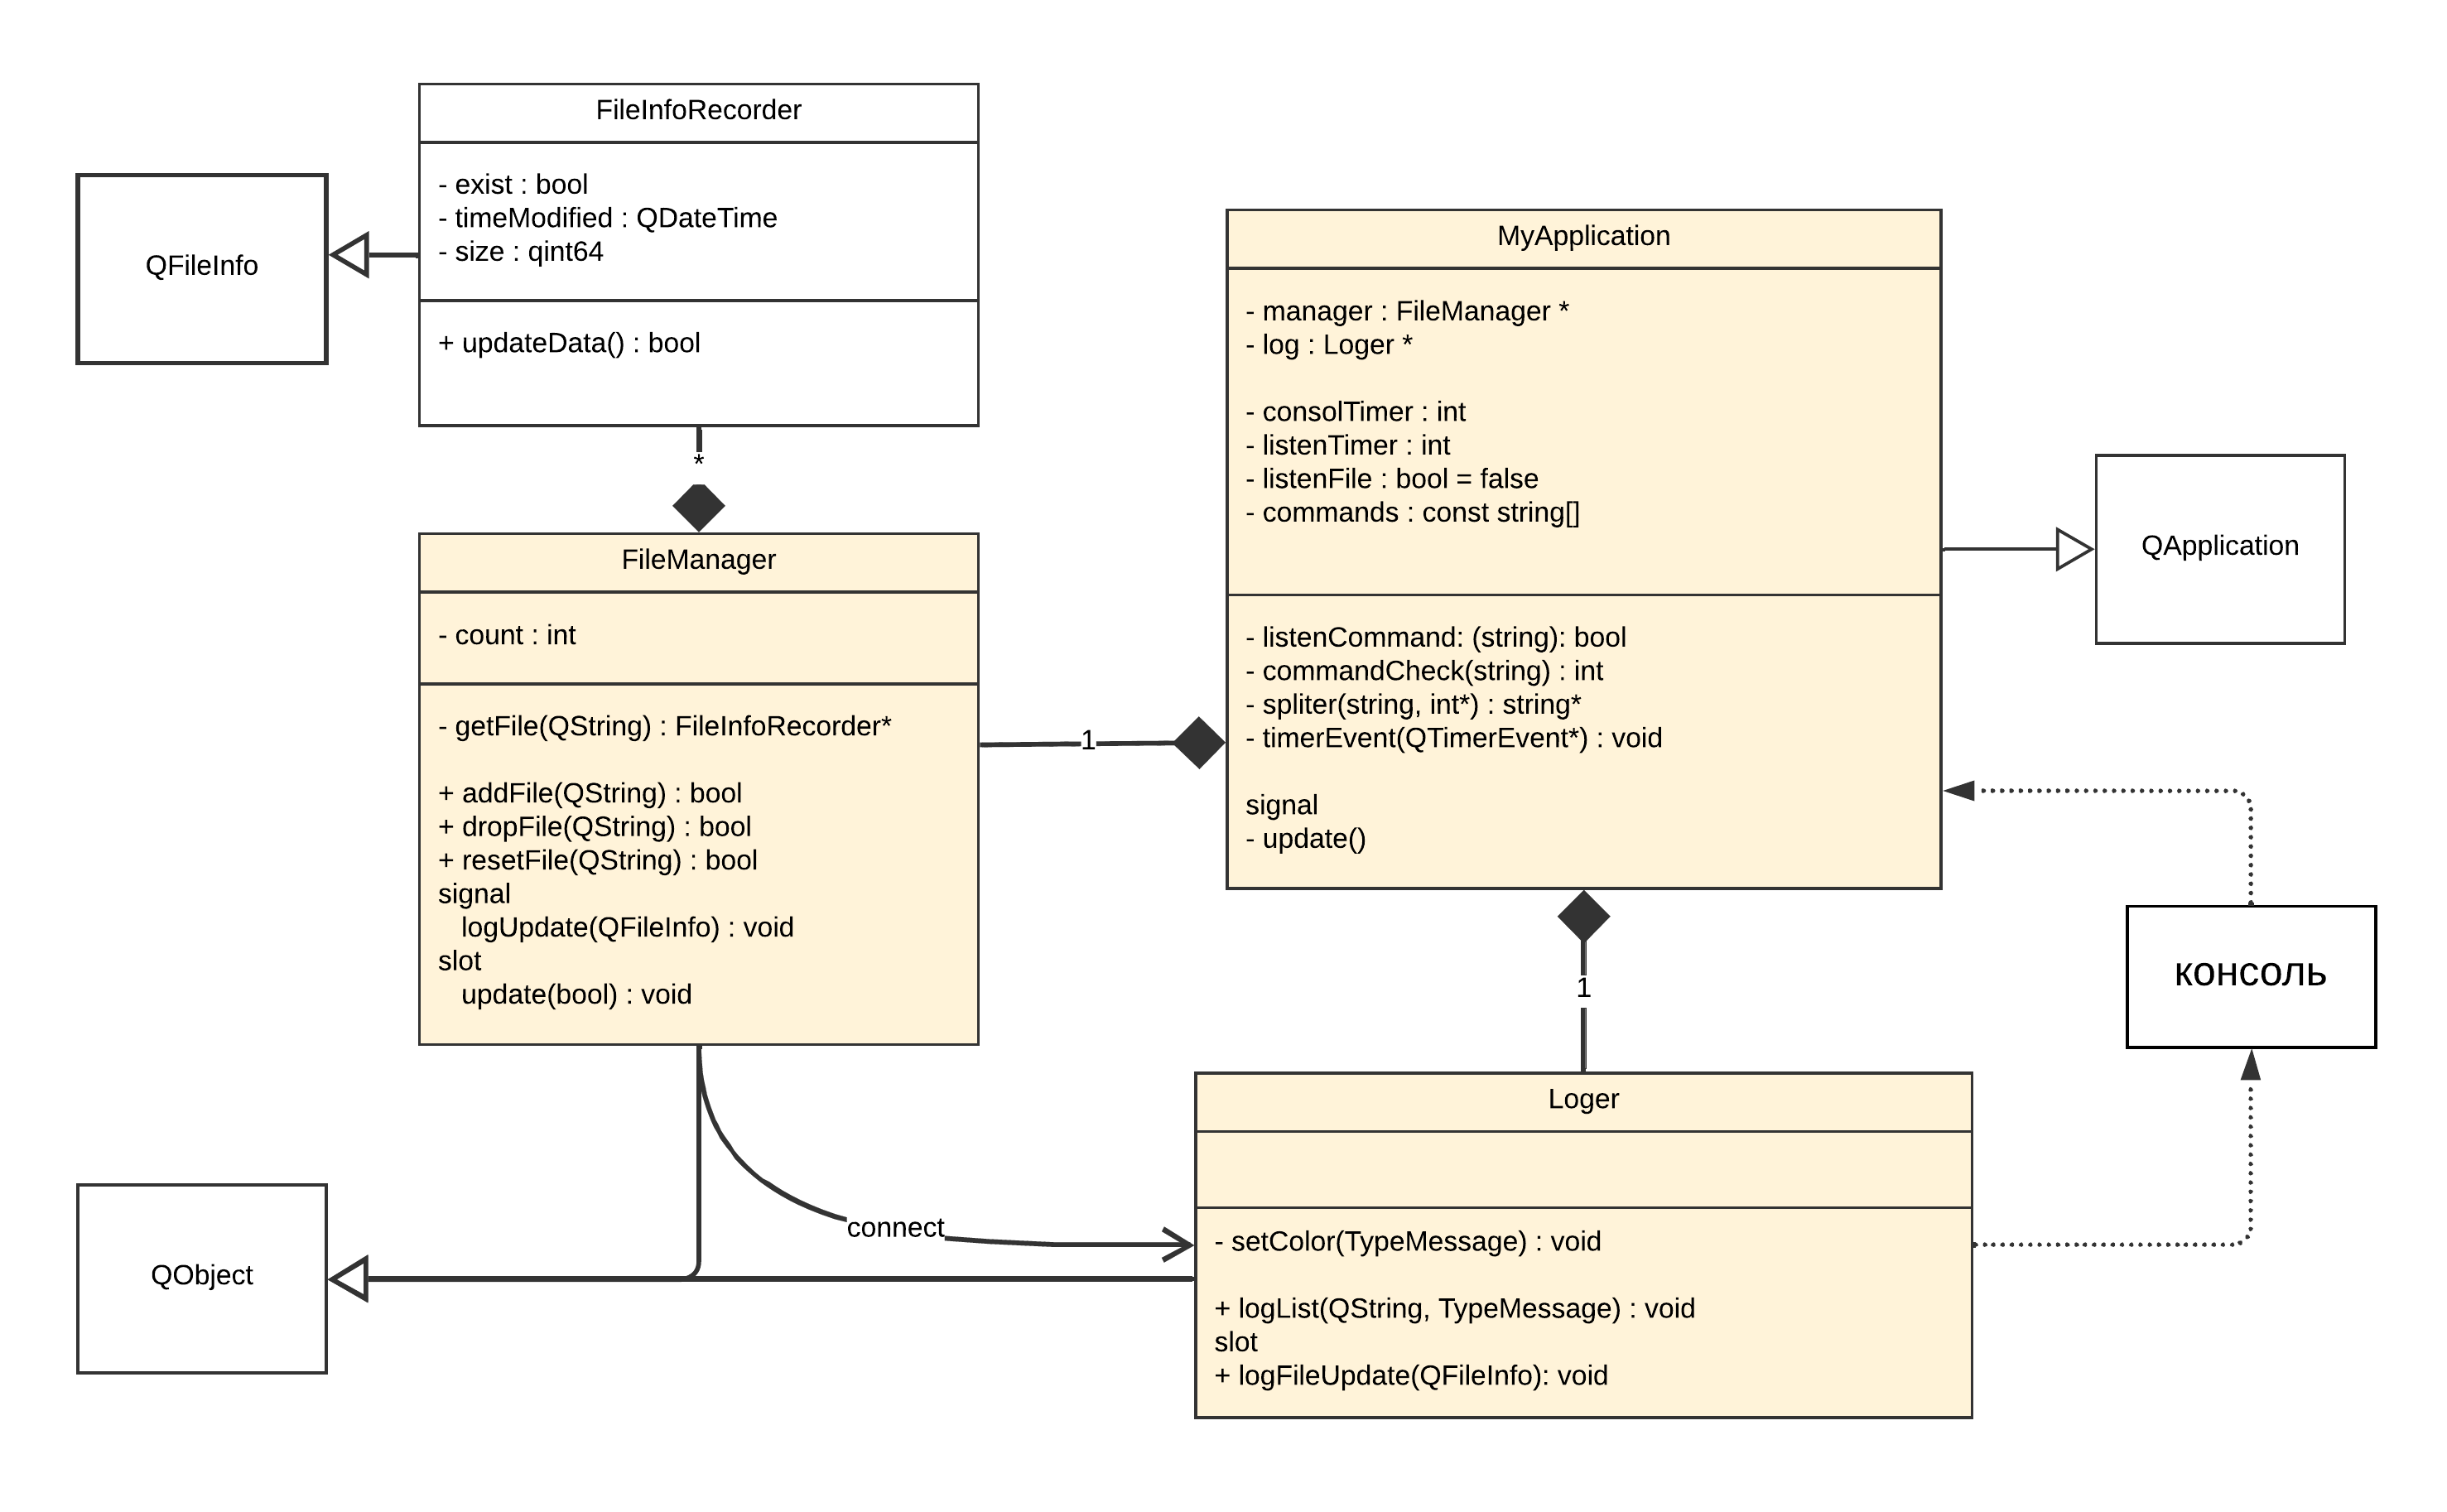 FileInfoRecorder
- exist : bool
- timeModified : QDateTime
- size : qint64
+ updateData() : bool
QFileInfo
*
FileManager
- count : int
- getFile(QString) : FileInfoRecorder*
+ addFile(QString) : bool
+ dropFile(QString) : bool
+ resetFile(QString) : bool
signal
logUpdate(QFileInfo) : void
slot
update(bool) : void
1
MyApplication
- manager : FileManager *
- log : Loger *
- consolTimer : int
- listenTimer : int
- listenFile : bool = false
- commands : const string[]
- listenCommand: (string): bool
- commandCheck(string) : int
- spliter(string, int*) : string*
- timerEvent(QTimerEvent*) : void
signal
- update()
QApplication
консоль
1
connect
QObject
Loger
- setColor(TypeMessage) : void
+ logList(QString, TypeMessage) : void
slot
+ logFileUpdate(QFileInfo): void